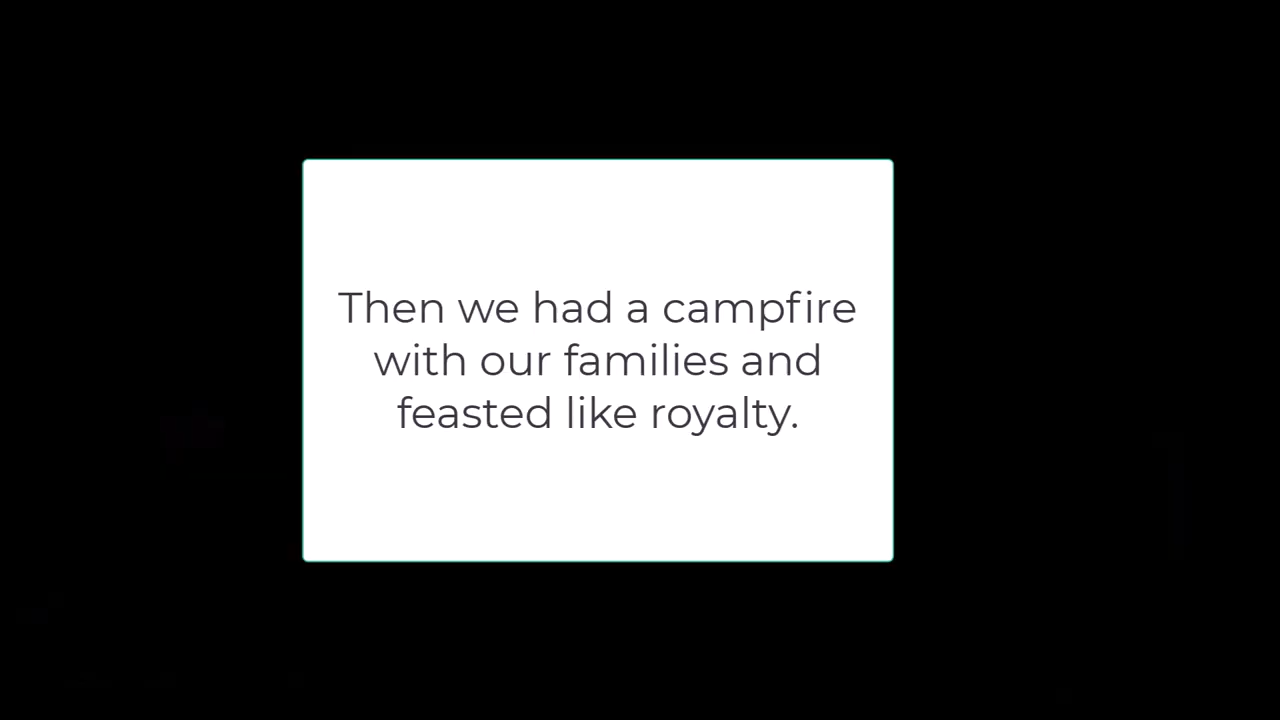 Then we had a campfire
with our families and
feasted like royalty.